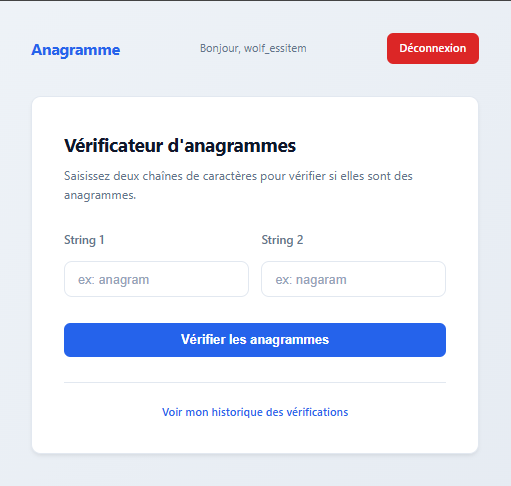 Anagramme
Bonjour, wolf_essitem
Déconnexion
Vérificateur d'anagrammes
Saisissez deux chaînes de caractères pour vérifier si elles sont des
anagrammes.
String 1
String 2
ex: anagram
ex: nagaram
Vérifier les anagrammes
Voir mon historique des vérifications